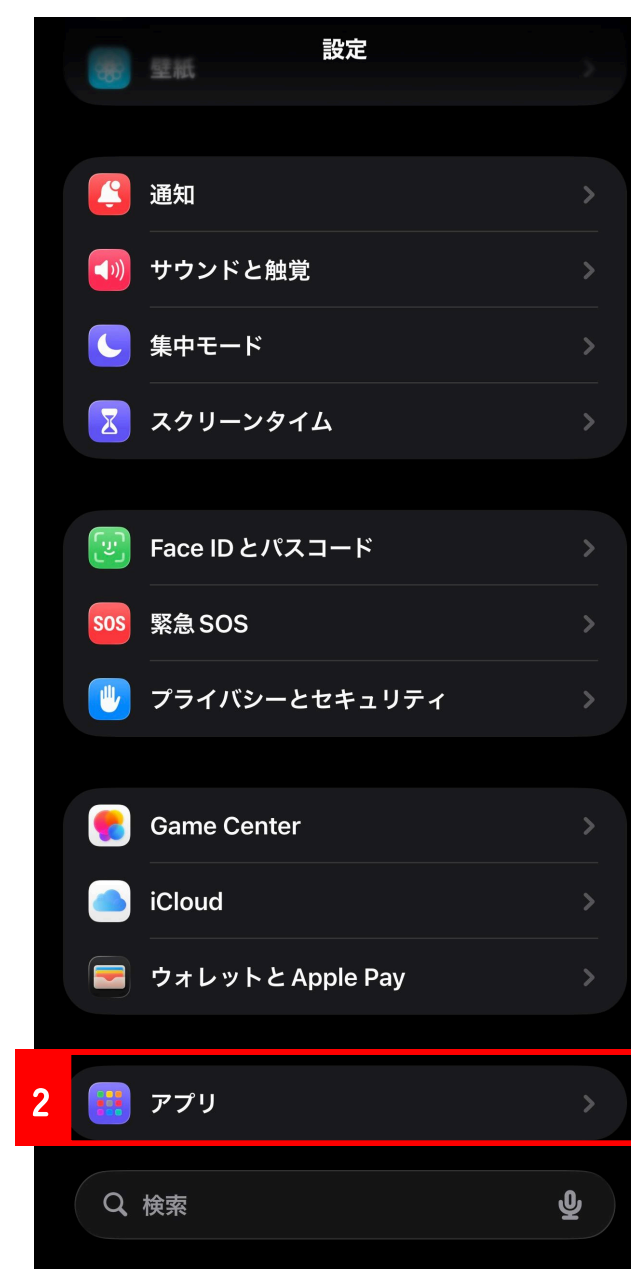 設定
壁紙
通知
サウンドと触覚
集中モード
スクリーンタイム
Face IDとパスコード
SOS 緊急SOS
プライバシーとセキュリティ
Game Center
iCloud
ウォレットとApple Pay
2 アプリ
検索